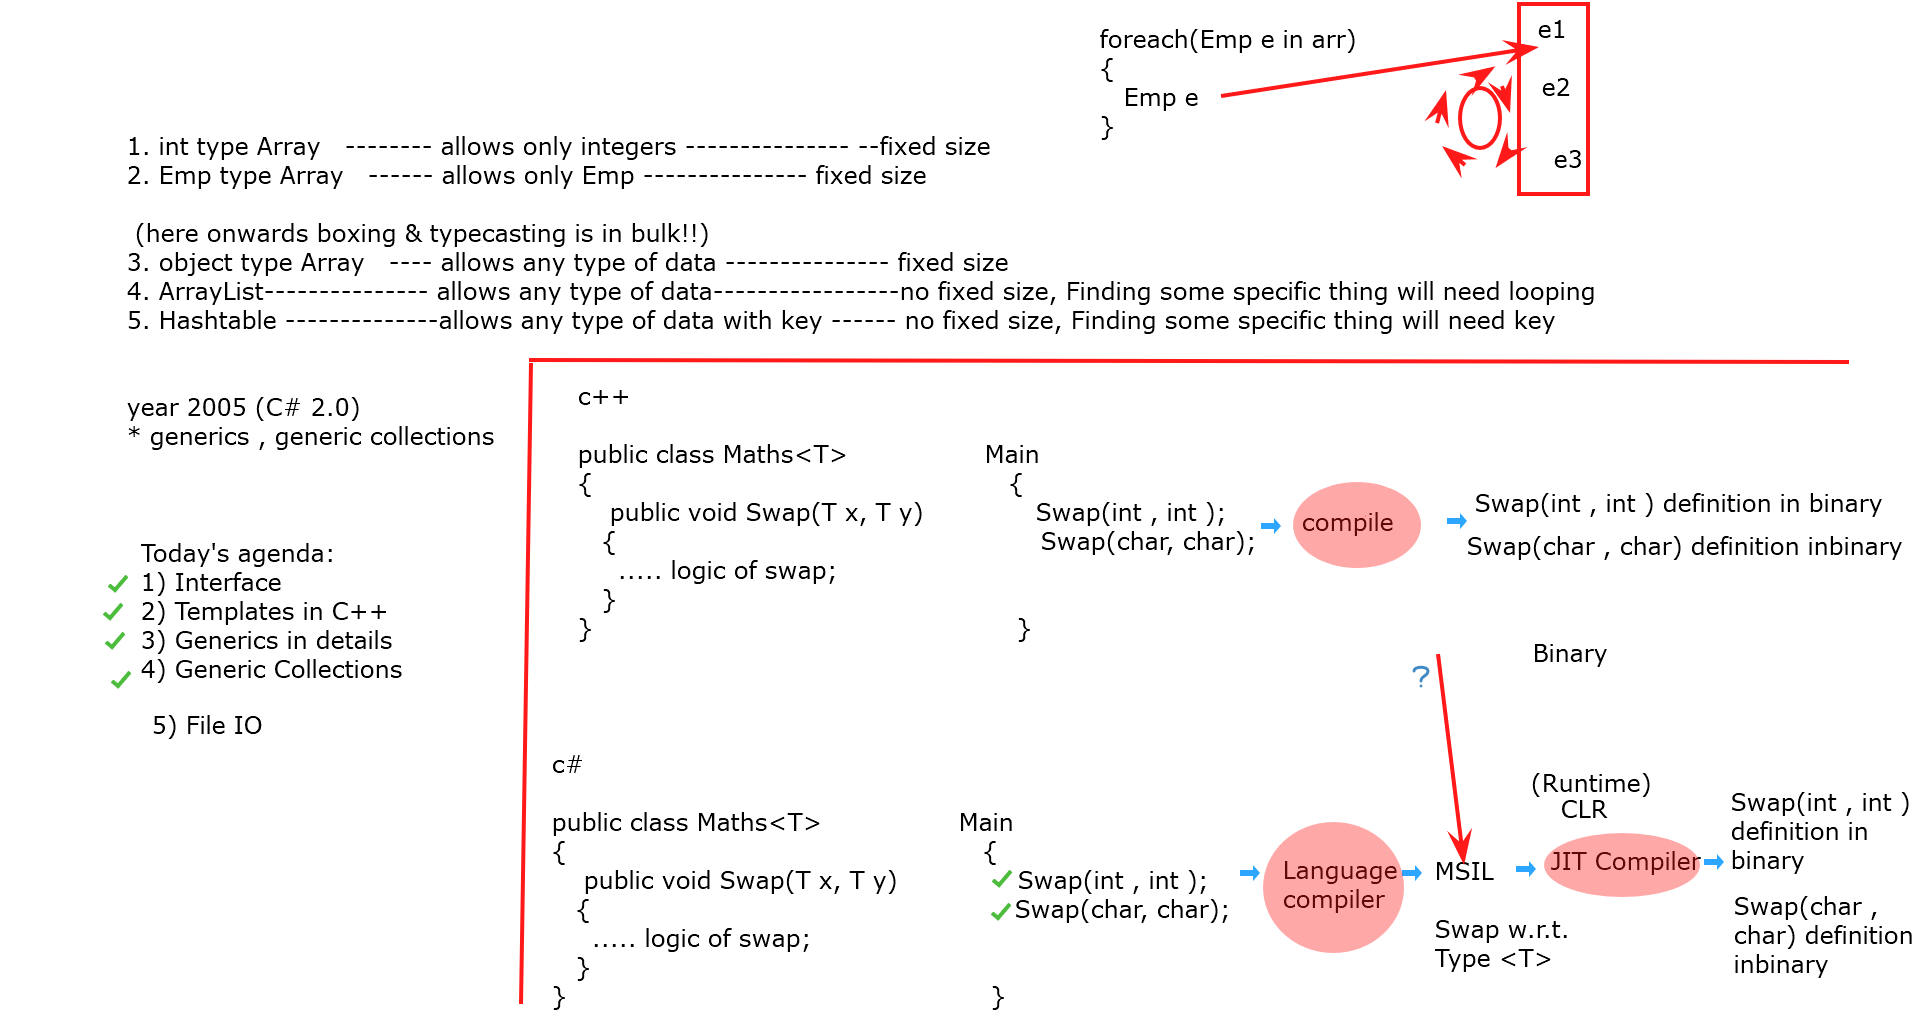 foreach(Emp e in arr)
{
Emp e
}
e1
e2
e3
1. int type Array -------- allows only integers --------------- --fixed size
2. Emp type Array ------ allows only Emp --------------- fixed size
(here onwards boxing & typecasting is in bulk!!)
3. object type Array ---- allows any type of data --------------- fixed size
4. ArrayList--------------- allows any type of data-----------------no fixed size, Finding some specific thing will need looping
5. Hashtable --------------allows any type of data with key ------ no fixed size, Finding some specific thing will need key
year 2005 (C# 2.0)
* generics , generic collections
Today's agenda:
1) Interface
2) Templates in C++
3) Generics in details
4) Generic Collections
5) File IO
c++
public class Maths<T>
{
public void Swap(T x, T y)
{
..... logic of swap;
}
}
Main
{
Swap(int , int );
Swap(char, char);
}
compile
Swap(int , int ) definition in binary
Swap(char , char) definition inbinary
Binary
?
c#
public class Maths<T>
{
public void Swap(T x, T y)
{
..... logic of swap;
}
}
Main
{
Swap(int , int );
Swap(char, char);
}
Language
compiler
MSIL
Swap w.r.t.
Type <T>
(Runtime)
CLR
JIT Compiler
Swap(int , int )
definition in
binary
Swap(char ,
char) definition
inbinary